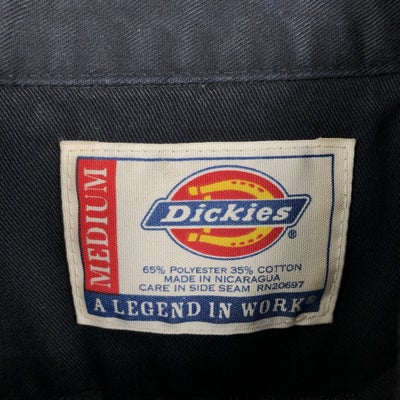 MEDIUM
Dickies®
65% POLYESTER 35% COTTON
MADE IN NICARAGUA
CARE IN SIDE SEAM RN20697
A LEGEND IN WORK®